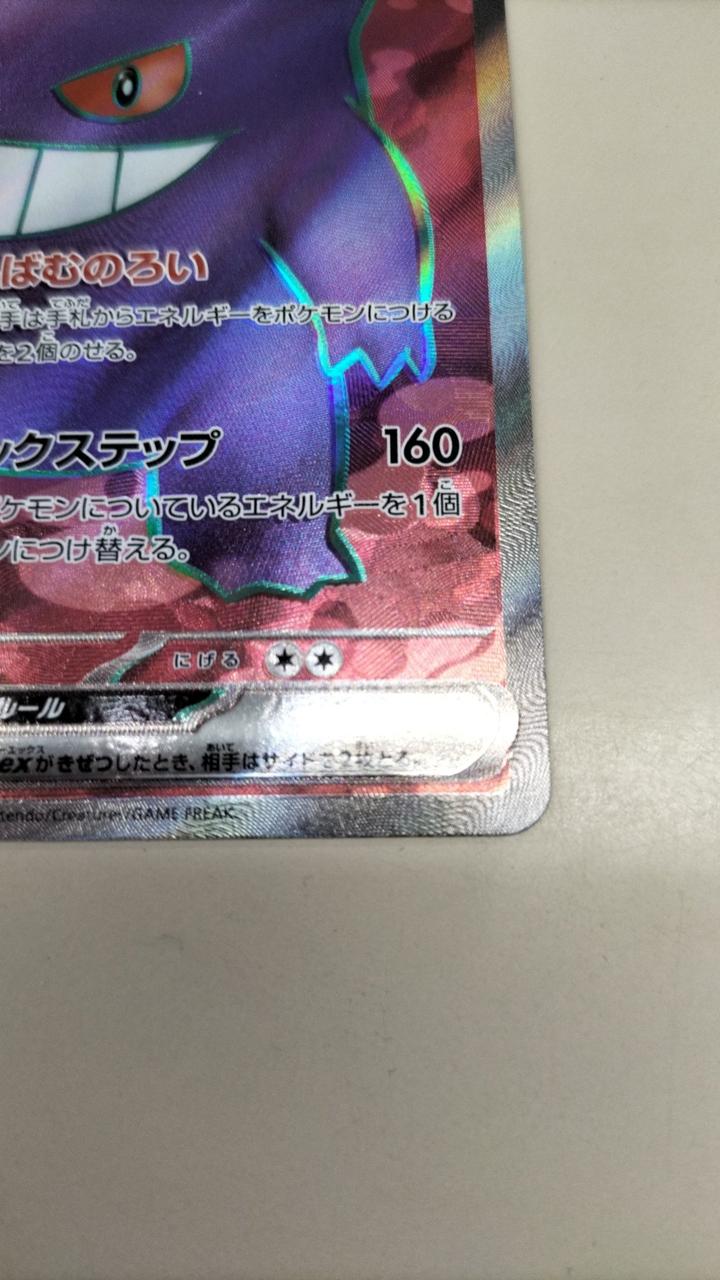 ばむのろい
手は手札からエネルギーをポケモンにつける
を2個のせる。
ックステップ 160
ケモンについているエネルギーを1個
ンにつけ替える。
にげる
ルール
exがきぜつしたとき、相手はサイドを2枚とる。
tendo/Creatures/GAME FREAK.